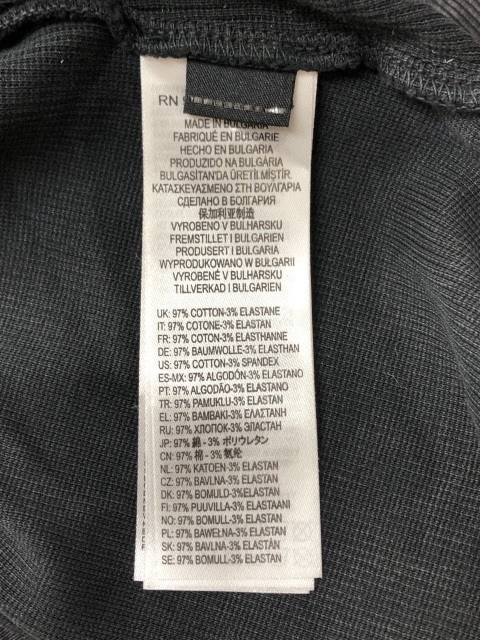 RN
MADE IN BULGARIA
FABRIQUÉ EN BULGARIE
HECHO EN BULGARIA
PRODUZIDO NA BULGÁRIA
BULGASİTAN'DA ÜRETİLMİŞTİR.
ΚΑΤΑΣΚΕΥΑΣΜΕΝΟ ΣΤΗ ΒΟΥΛΓΑΡΙΑ
СДЕЛАНО В БОЛГАРИЯ
保加利亚制造
VYROBENO V BULHARSKU
FREMSTILLET I BULGARIEN
PRODUSERT I BULGARIA
WYPRODUKOWANO W BUŁGARII
VYROBENÉ V BULHARSKU
TILLVERKAD I BULGARIEN
UK: 97% COTTON-3% ELASTANE
IT: 97% COTONE-3% ELASTAN
FR: 97% COTON-3% ELASTHANNE
DE: 97% BAUMWOLLE-3% ELASTHAN
US: 97% COTTON-3% SPANDEX
ES-MX: 97% ALGODÓN-3% ELASTANO
PT: 97% ALGODÃO-3% ELASTANO
TR: 97% PAMUKLU-3% ELASTAN
EL: 97% ΒΑΜΒΑΚΙ-3% ΕΛΑΣΤΑΝΗ
RU: 97% ХЛОПОК-3% ЭЛАСТАН
JP: 97% 綿 - 3% ポリウレタン
CN: 97% 棉 - 3% 氨纶
NL: 97% KATOEN-3% ELASTAN
CZ: 97% BAVLNA-3% ELASTAN
DK: 97% BOMULD-3% ELASTAN
FI: 97% PUUVILLA-3% ELASTAANI
NO: 97% BOMULL-3% ELASTAN
PL: 97% BAWEŁNA-3% ELASTAN
SK: 97% BAVLNA-3% ELASTÁN
SE: 97% BOMULL-3% ELASTAN